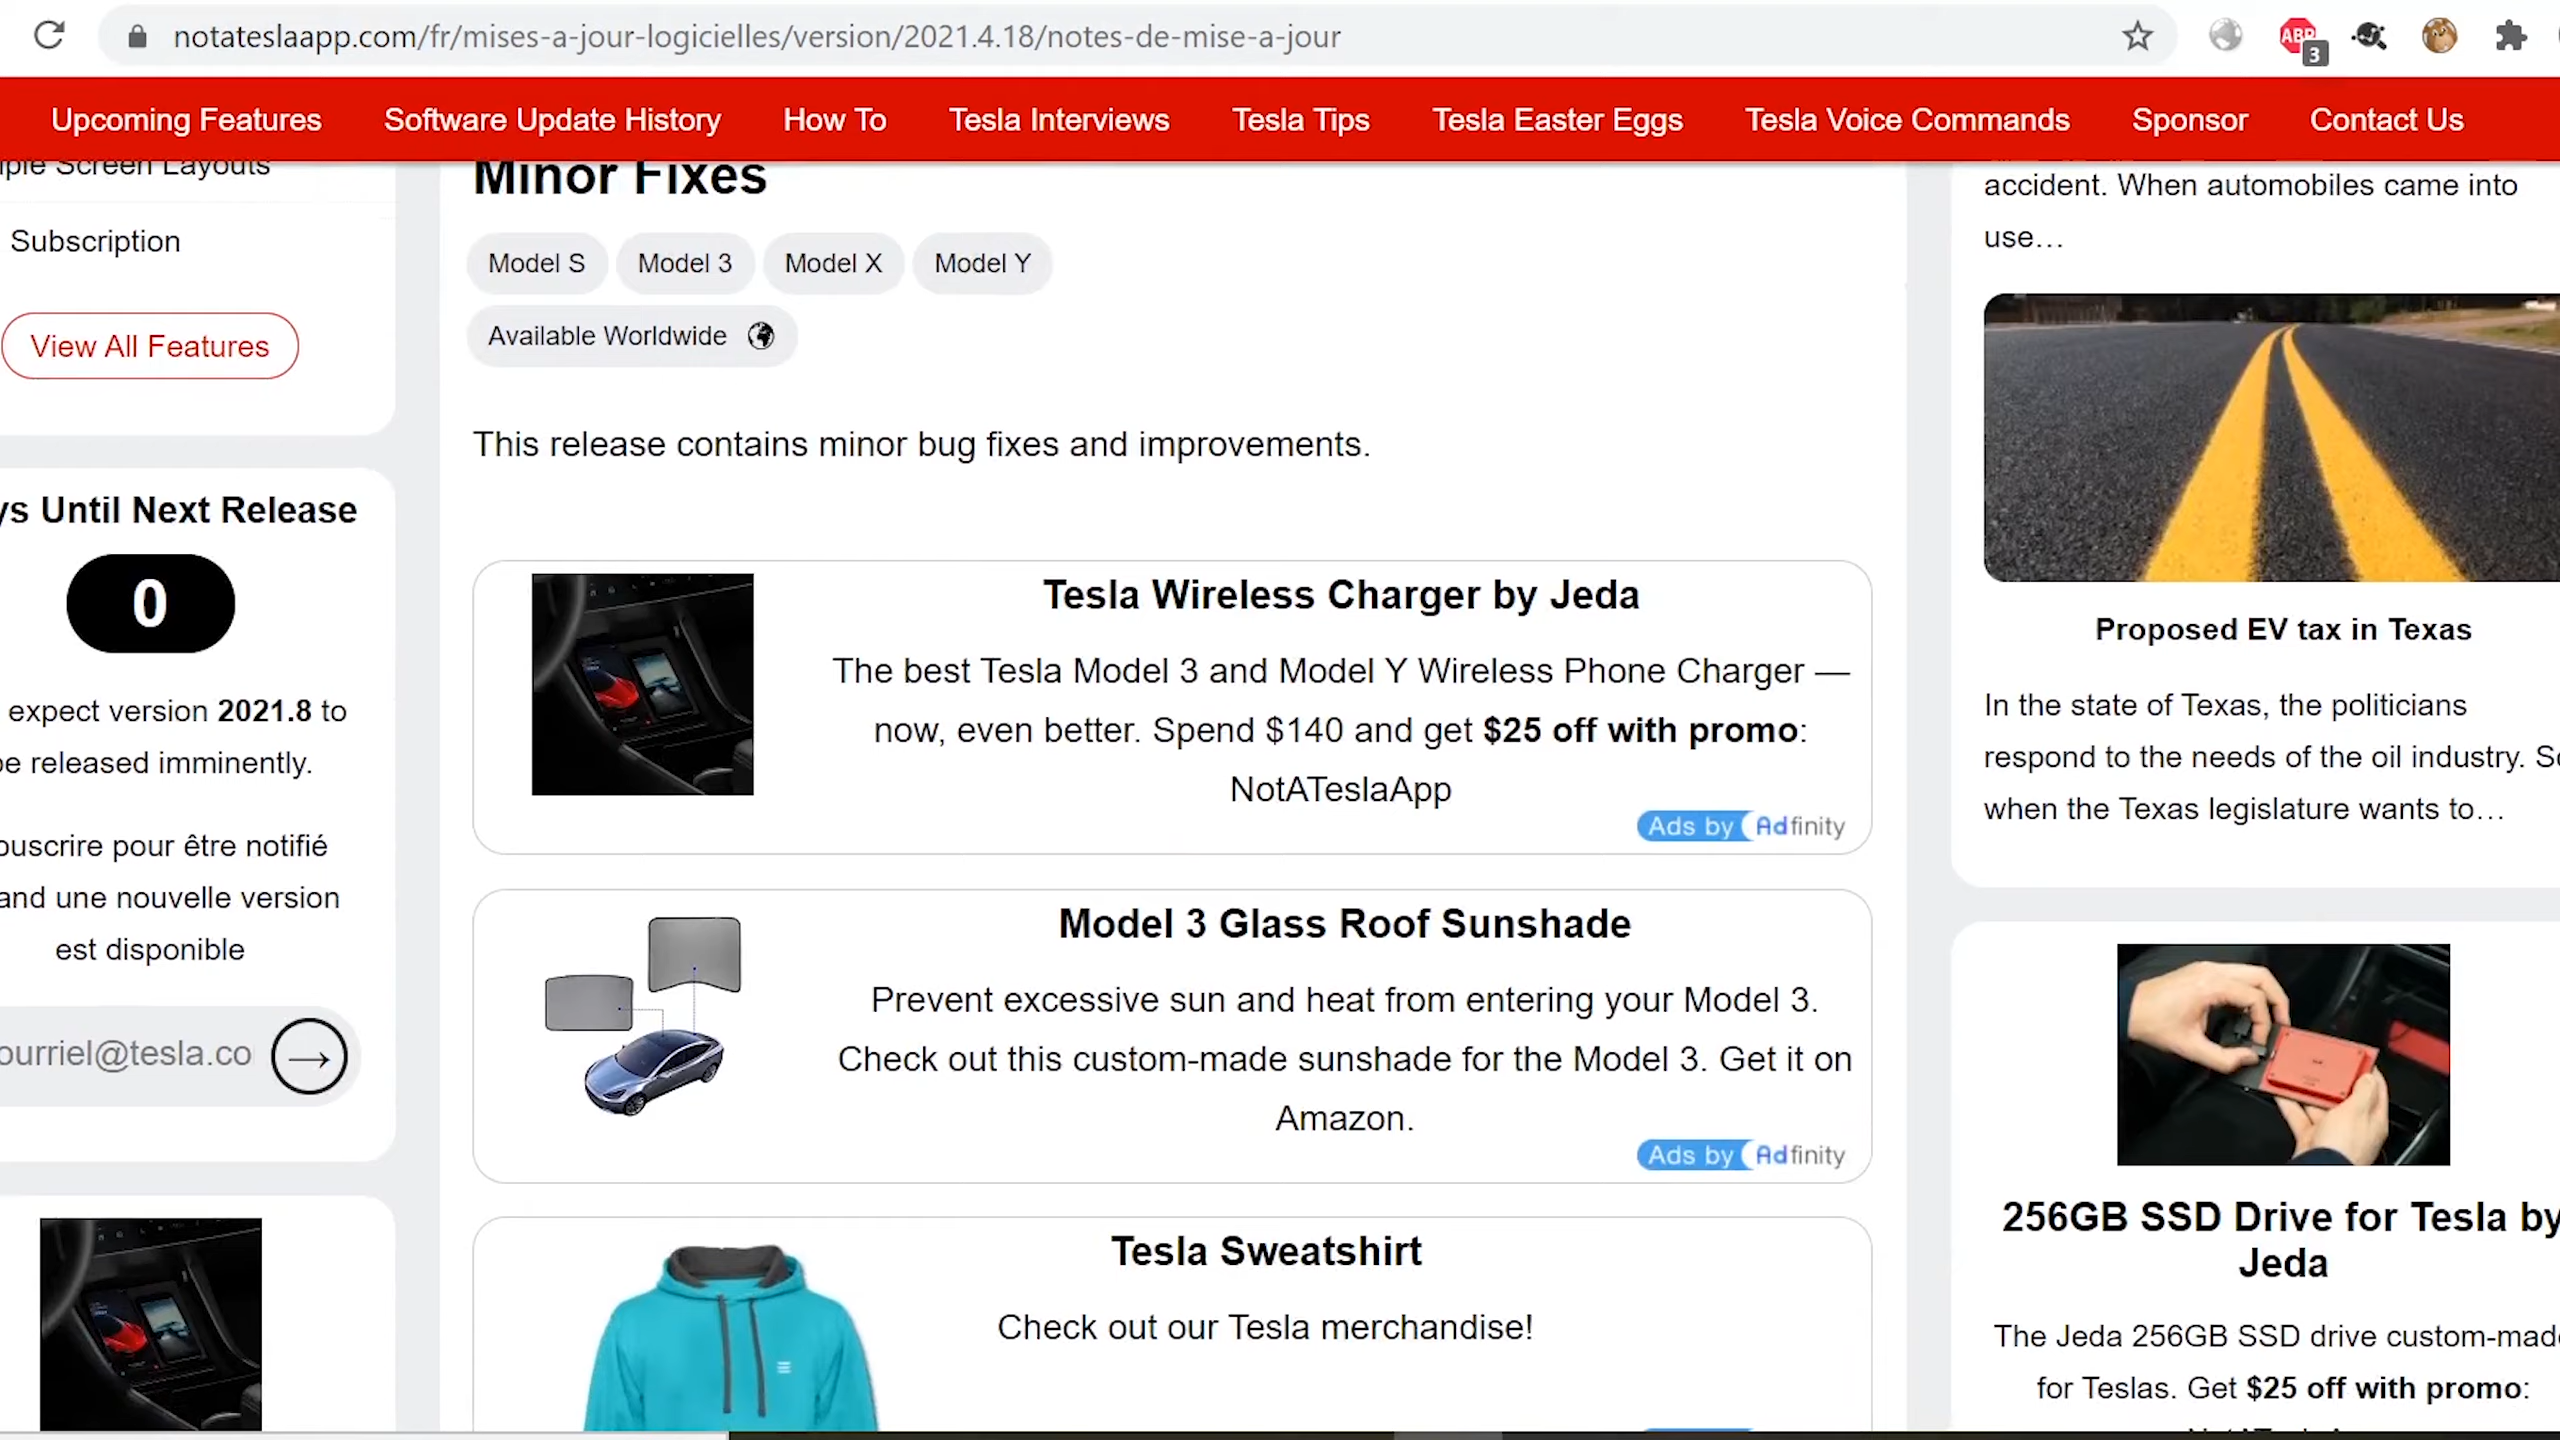 notateslaapp.com/fr/mises-a-jour-logicielles/version/2021.4.18/notes-de-mise-a-jour
ABP
3
Upcoming Features
Software Update History
How To
Tesla Interviews
Tesla Tips
Tesla Easter Eggs
Tesla Voice Commands
Sponsor
Contact Us
Screen Layouts
Subscription
View All Features
Until Next Release
0
expect version 2021.8 to
released imminently.
pour être notifié
une nouvelle version
est disponible
Minor Fixes
Model S
Model 3
Model X
Model Y
Available Worldwide
This release contains minor bug fixes and improvements.
Tesla Wireless Charger by Jeda
The best Tesla Model 3 and Model Y Wireless Phone Charger —
now, even better. Spend $140 and get $25 off with promo:
NotATeslaApp
Ads by Adfinity
Model 3 Glass Roof Sunshade
Prevent excessive sun and heat from entering your Model 3.
Check out this custom-made sunshade for the Model 3. Get it on
Amazon.
Ads by Adfinity
Tesla Sweatshirt
Check out our Tesla merchandise!
accident. When automobiles came into
use…
Proposed EV tax in Texas
In the state of Texas, the politicians
respond to the needs of the oil industry.
when the Texas legislature wants to…
256GB SSD Drive for Tesla by
Jeda
The Jeda 256GB SSD drive
for Teslas. Get $25 off with promo: